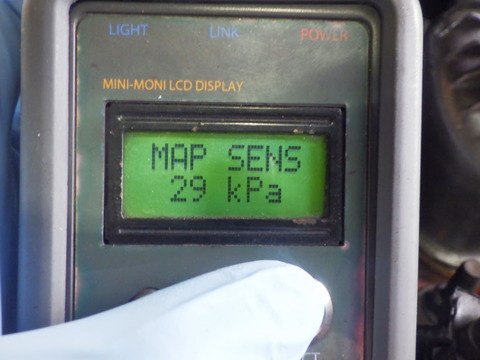 LIGHT LINK POWER
MINI-MONI LCD DISPLAY
MAP SENS
29 kPa